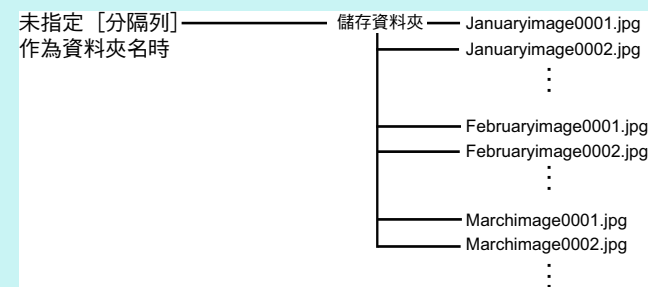 未指定［分隔列］
作為資料夾名時
儲存資料夾
Januaryimage0001.jpg
Januaryimage0002.jpg
Februaryimage0001.jpg
Februaryimage0002.jpg
Marchimage0001.jpg
Marchimage0002.jpg